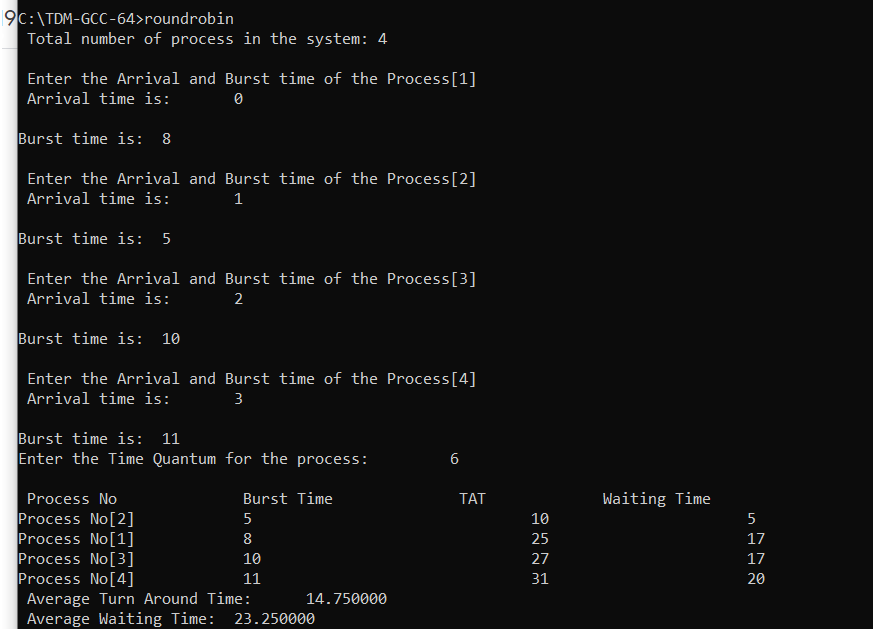 9
C:\TDM-GCC-64>roundrobin
Total number of process in the system: 4
Enter the Arrival and Burst time of the Process[1]
Arrival time is: 0
Burst time is: 8
Enter the Arrival and Burst time of the Process[2]
Arrival time is: 1
Burst time is: 5
Enter the Arrival and Burst time of the Process[3]
Arrival time is: 2
Burst time is: 10
Enter the Arrival and Burst time of the Process[4]
Arrival time is: 3
Burst time is: 11
Enter the Time Quantum for the process: 6
Process No Burst Time TAT Waiting Time
Process No[2] 5 10 5
Process No[1] 8 25 17
Process No[3] 10 27 17
Process No[4] 11 31 20
Average Turn Around Time: 14.750000
Average Waiting Time: 23.250000